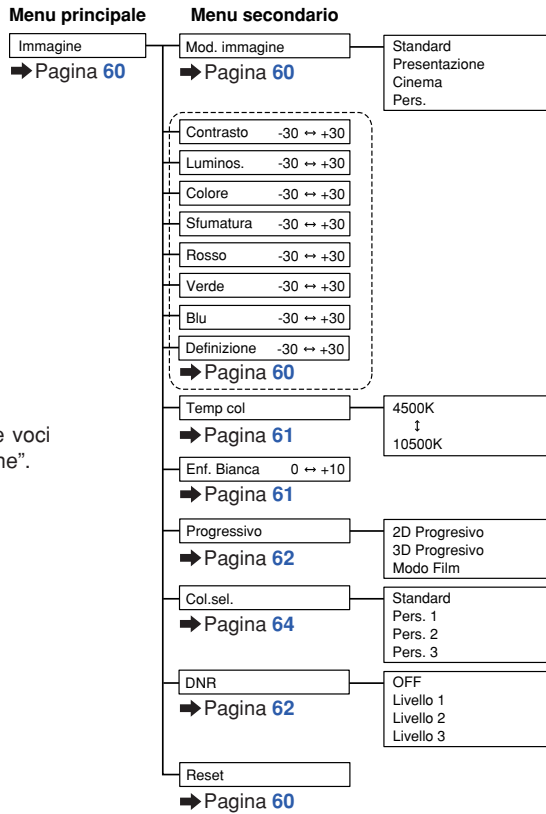 Menu principale Menu secondario
Immagine
➡ Pagina 60
Mod. immagine
➡ Pagina 60
Standard
Presentazione
Cinema
Pers.
Contrasto -30 ↔ +30
Luminos. -30 ↔ +30
Colore -30 ↔ +30
Sfumatura -30 ↔ +30
Rosso -30 ↔ +30
Verde -30 ↔ +30
Blu -30 ↔ +30
Definizione -30 ↔ +30
➡ Pagina 60
Temp col
➡ Pagina 61
4500K
↕
10500K
voci
ne”.
Enf. Bianca 0 ↔ +10
➡ Pagina 61
Progressivo
➡ Pagina 62
2D Progresivo
3D Progresivo
Modo Film
Col.sel.
➡ Pagina 64
Standard
Pers. 1
Pers. 2
Pers. 3
DNR
➡ Pagina 62
OFF
Livello 1
Livello 2
Livello 3
Reset
➡ Pagina 60